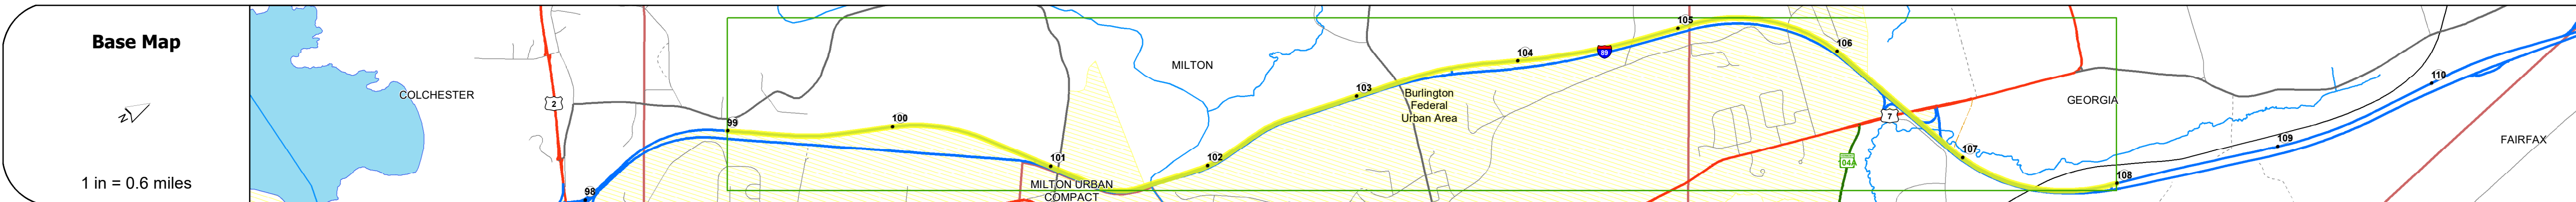 Base Map
1 in = 0.6 miles
COLCHESTER
2
98
99
100
101
MILTON URBAN
COMPACT
MILTON
102
103
Burlington
Federal
Urban Area
104
89
105
106
7
104A
107
GEORGIA
108
109
110
FAIRFAX